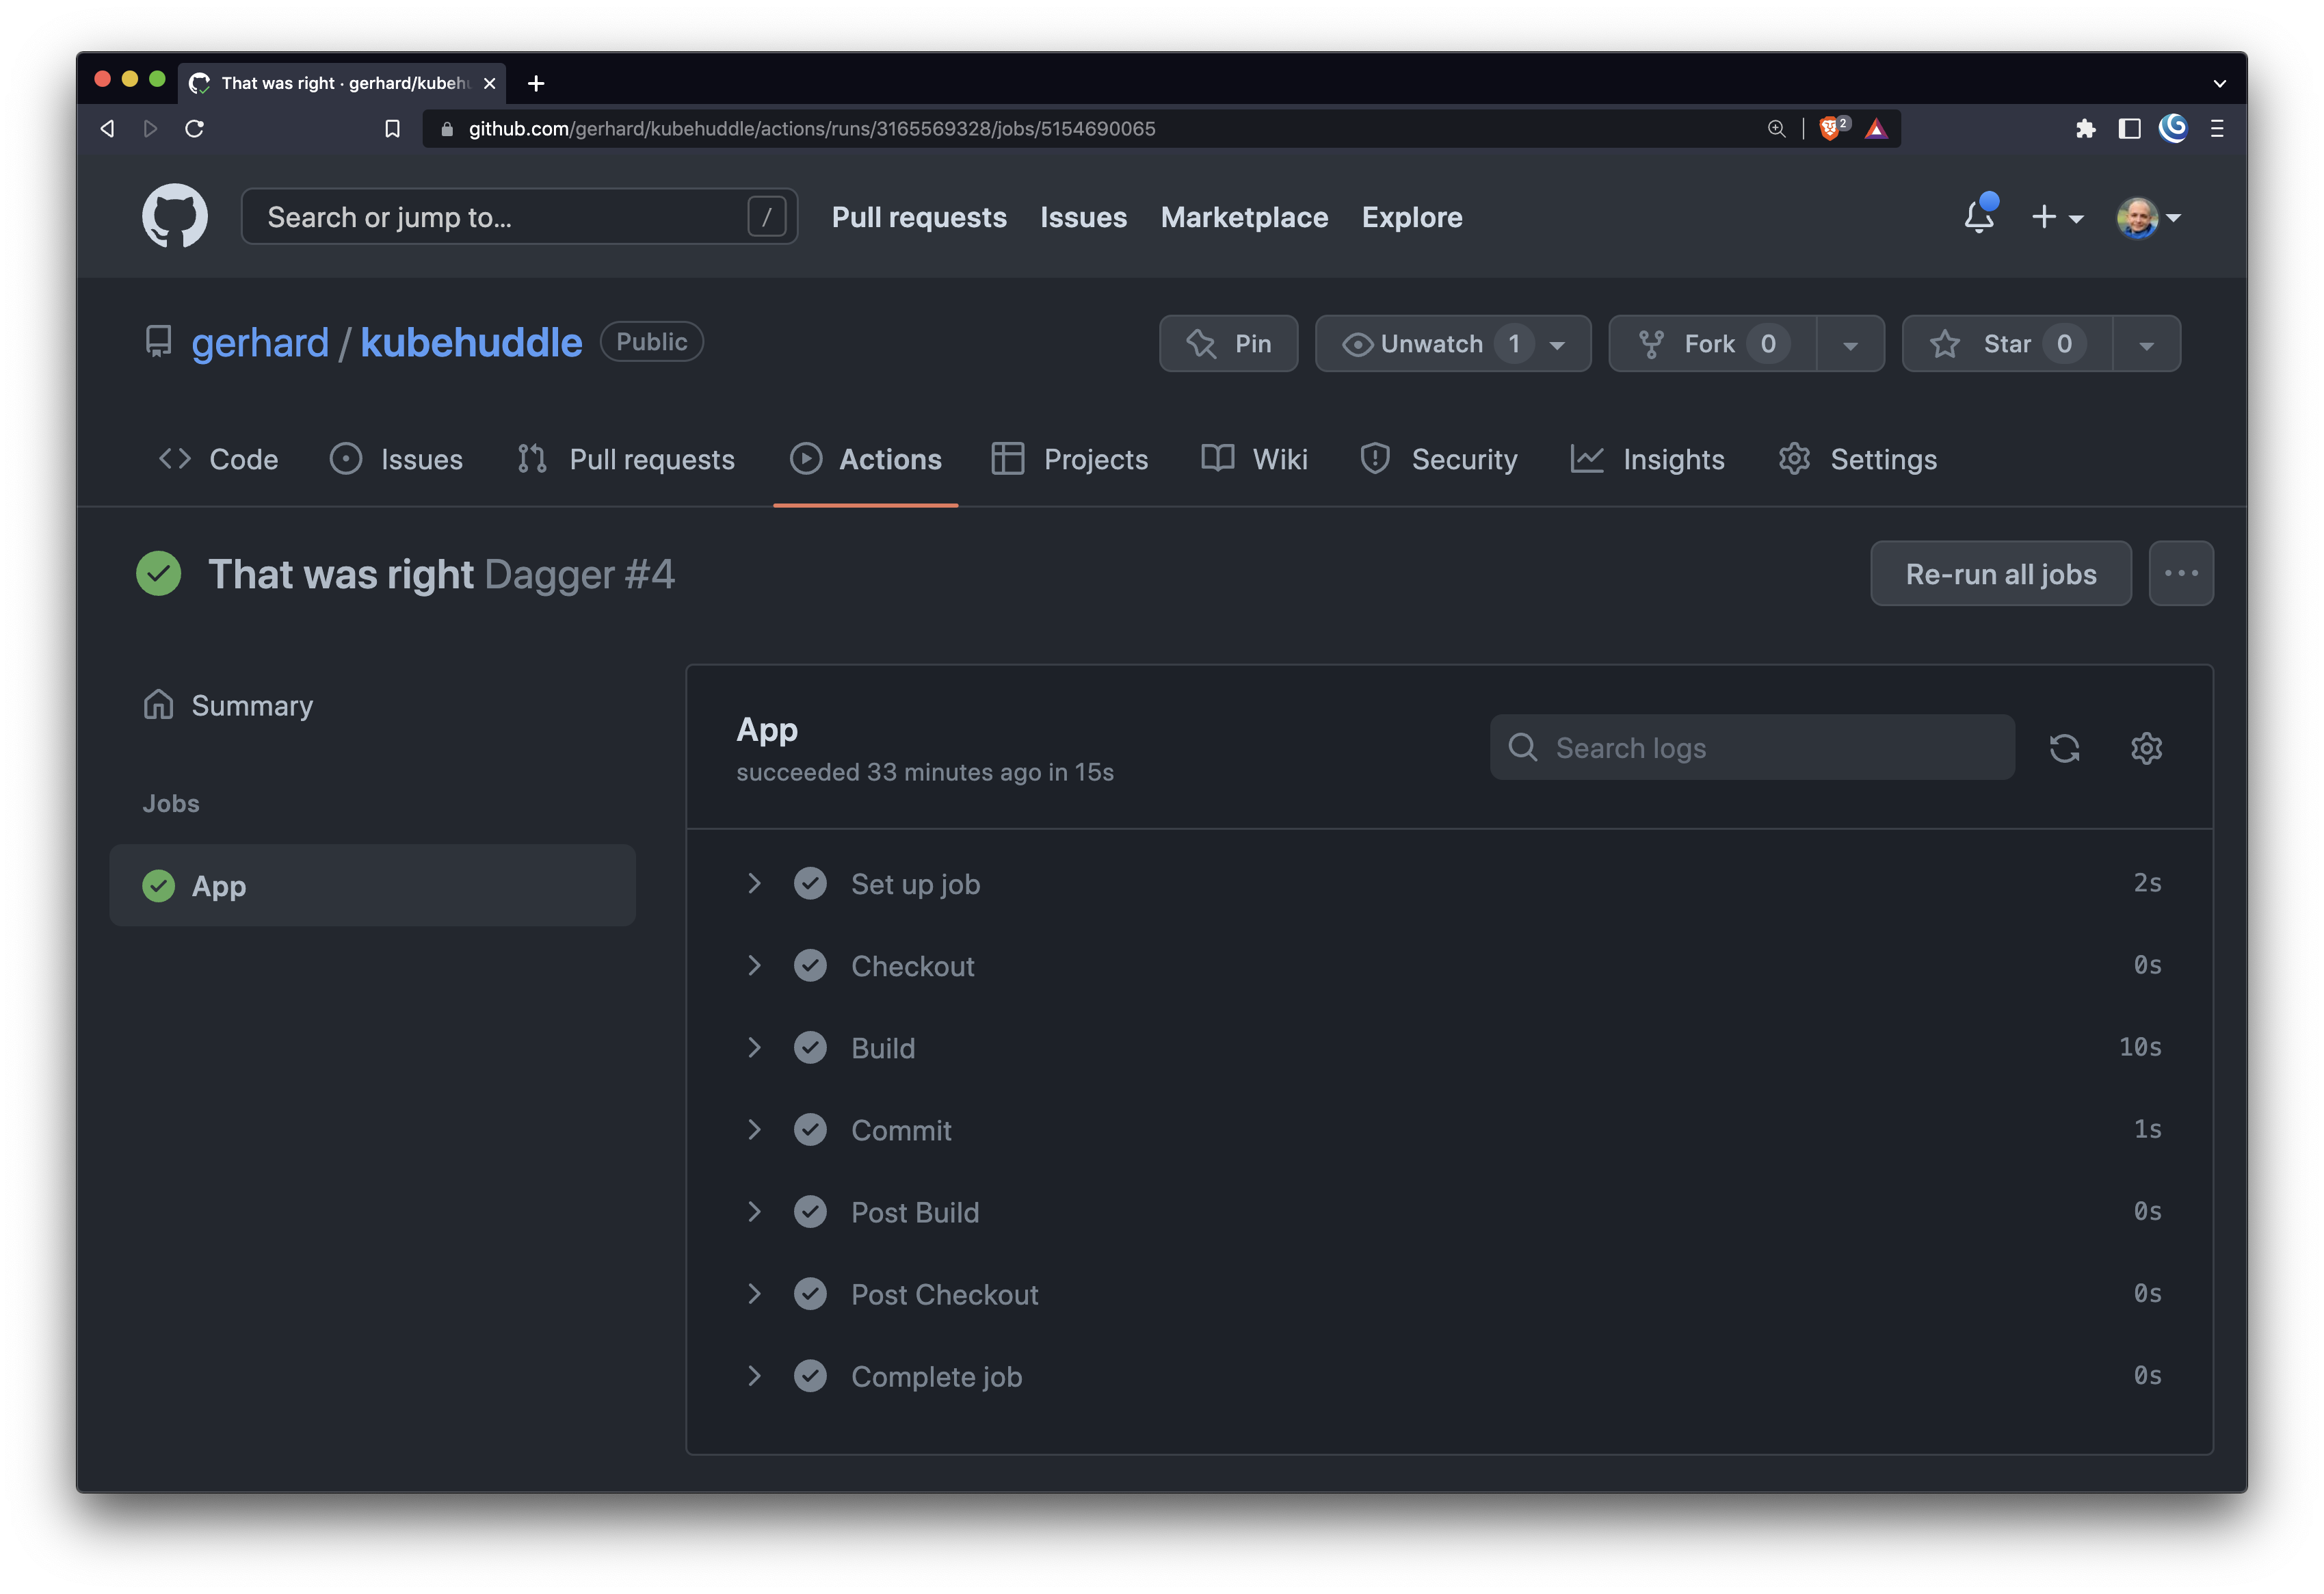 That was right · gerhard/kubehu
github.com/gerhard/kubehuddle/actions/runs/3165569328/jobs/5154690065
2
Search or jump to...
/
Pull requests
Issues
Marketplace
Explore
gerhard / kubehuddle
Public
Pin
Unwatch 1
Fork 0
Star 0
Code
Issues
Pull requests
Actions
Projects
Wiki
Security
Insights
Settings
That was right Dagger #4
Re-run all jobs
Summary
Jobs
App
App
succeeded 33 minutes ago in 15s
Search logs
Set up job 2s
Checkout 0s
Build 10s
Commit 1s
Post Build 0s
Post Checkout 0s
Complete job 0s